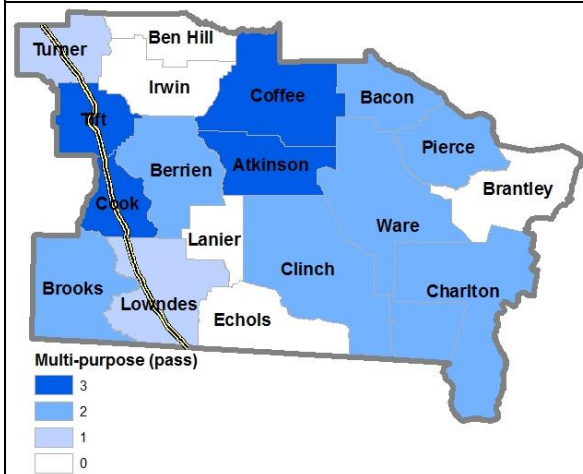 Ben Hill
Turner
Irwin
Coffee
Bacon
Tift
Pierce
Berrien
Atkinson
Brantley
Cook
Ware
Lanier
Clinch
Brooks
Charlton
Lowndes
Echols
Multi-purpose (pass)
3
2
1
0